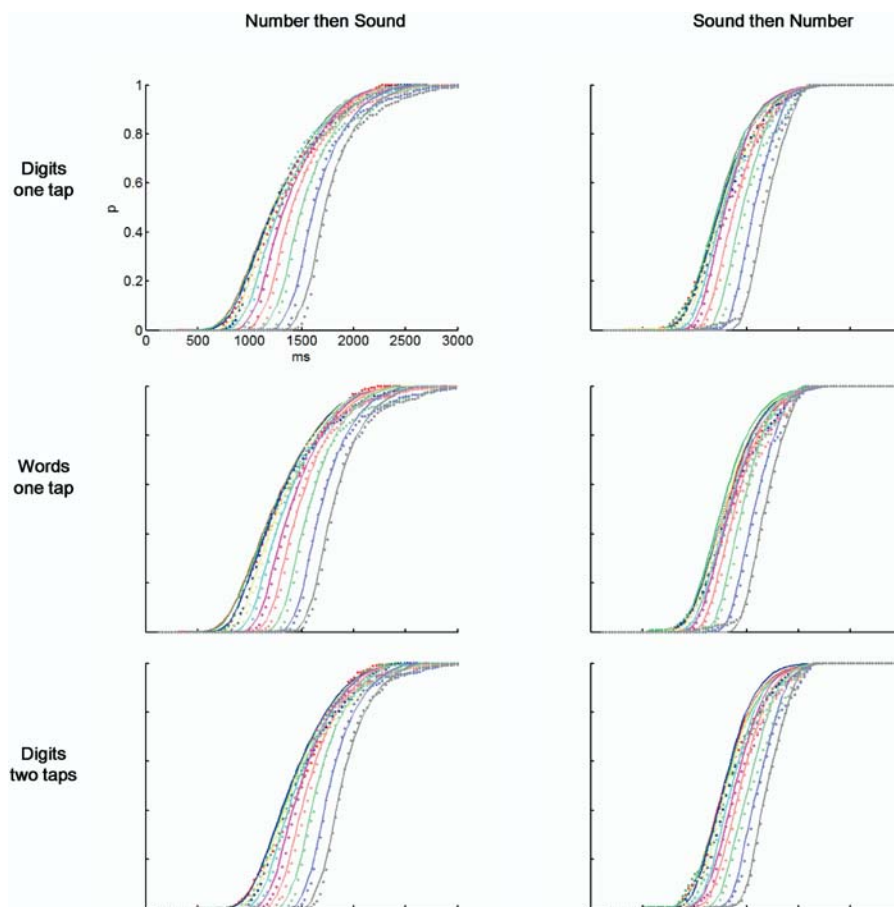 Number then Sound
Sound then Number
Digits
one tap
1
0.8
0.6
p
0.4
0.2
0
0 500 1000 1500 2000 2500 3000
ms
Words
one tap
Digits
two taps